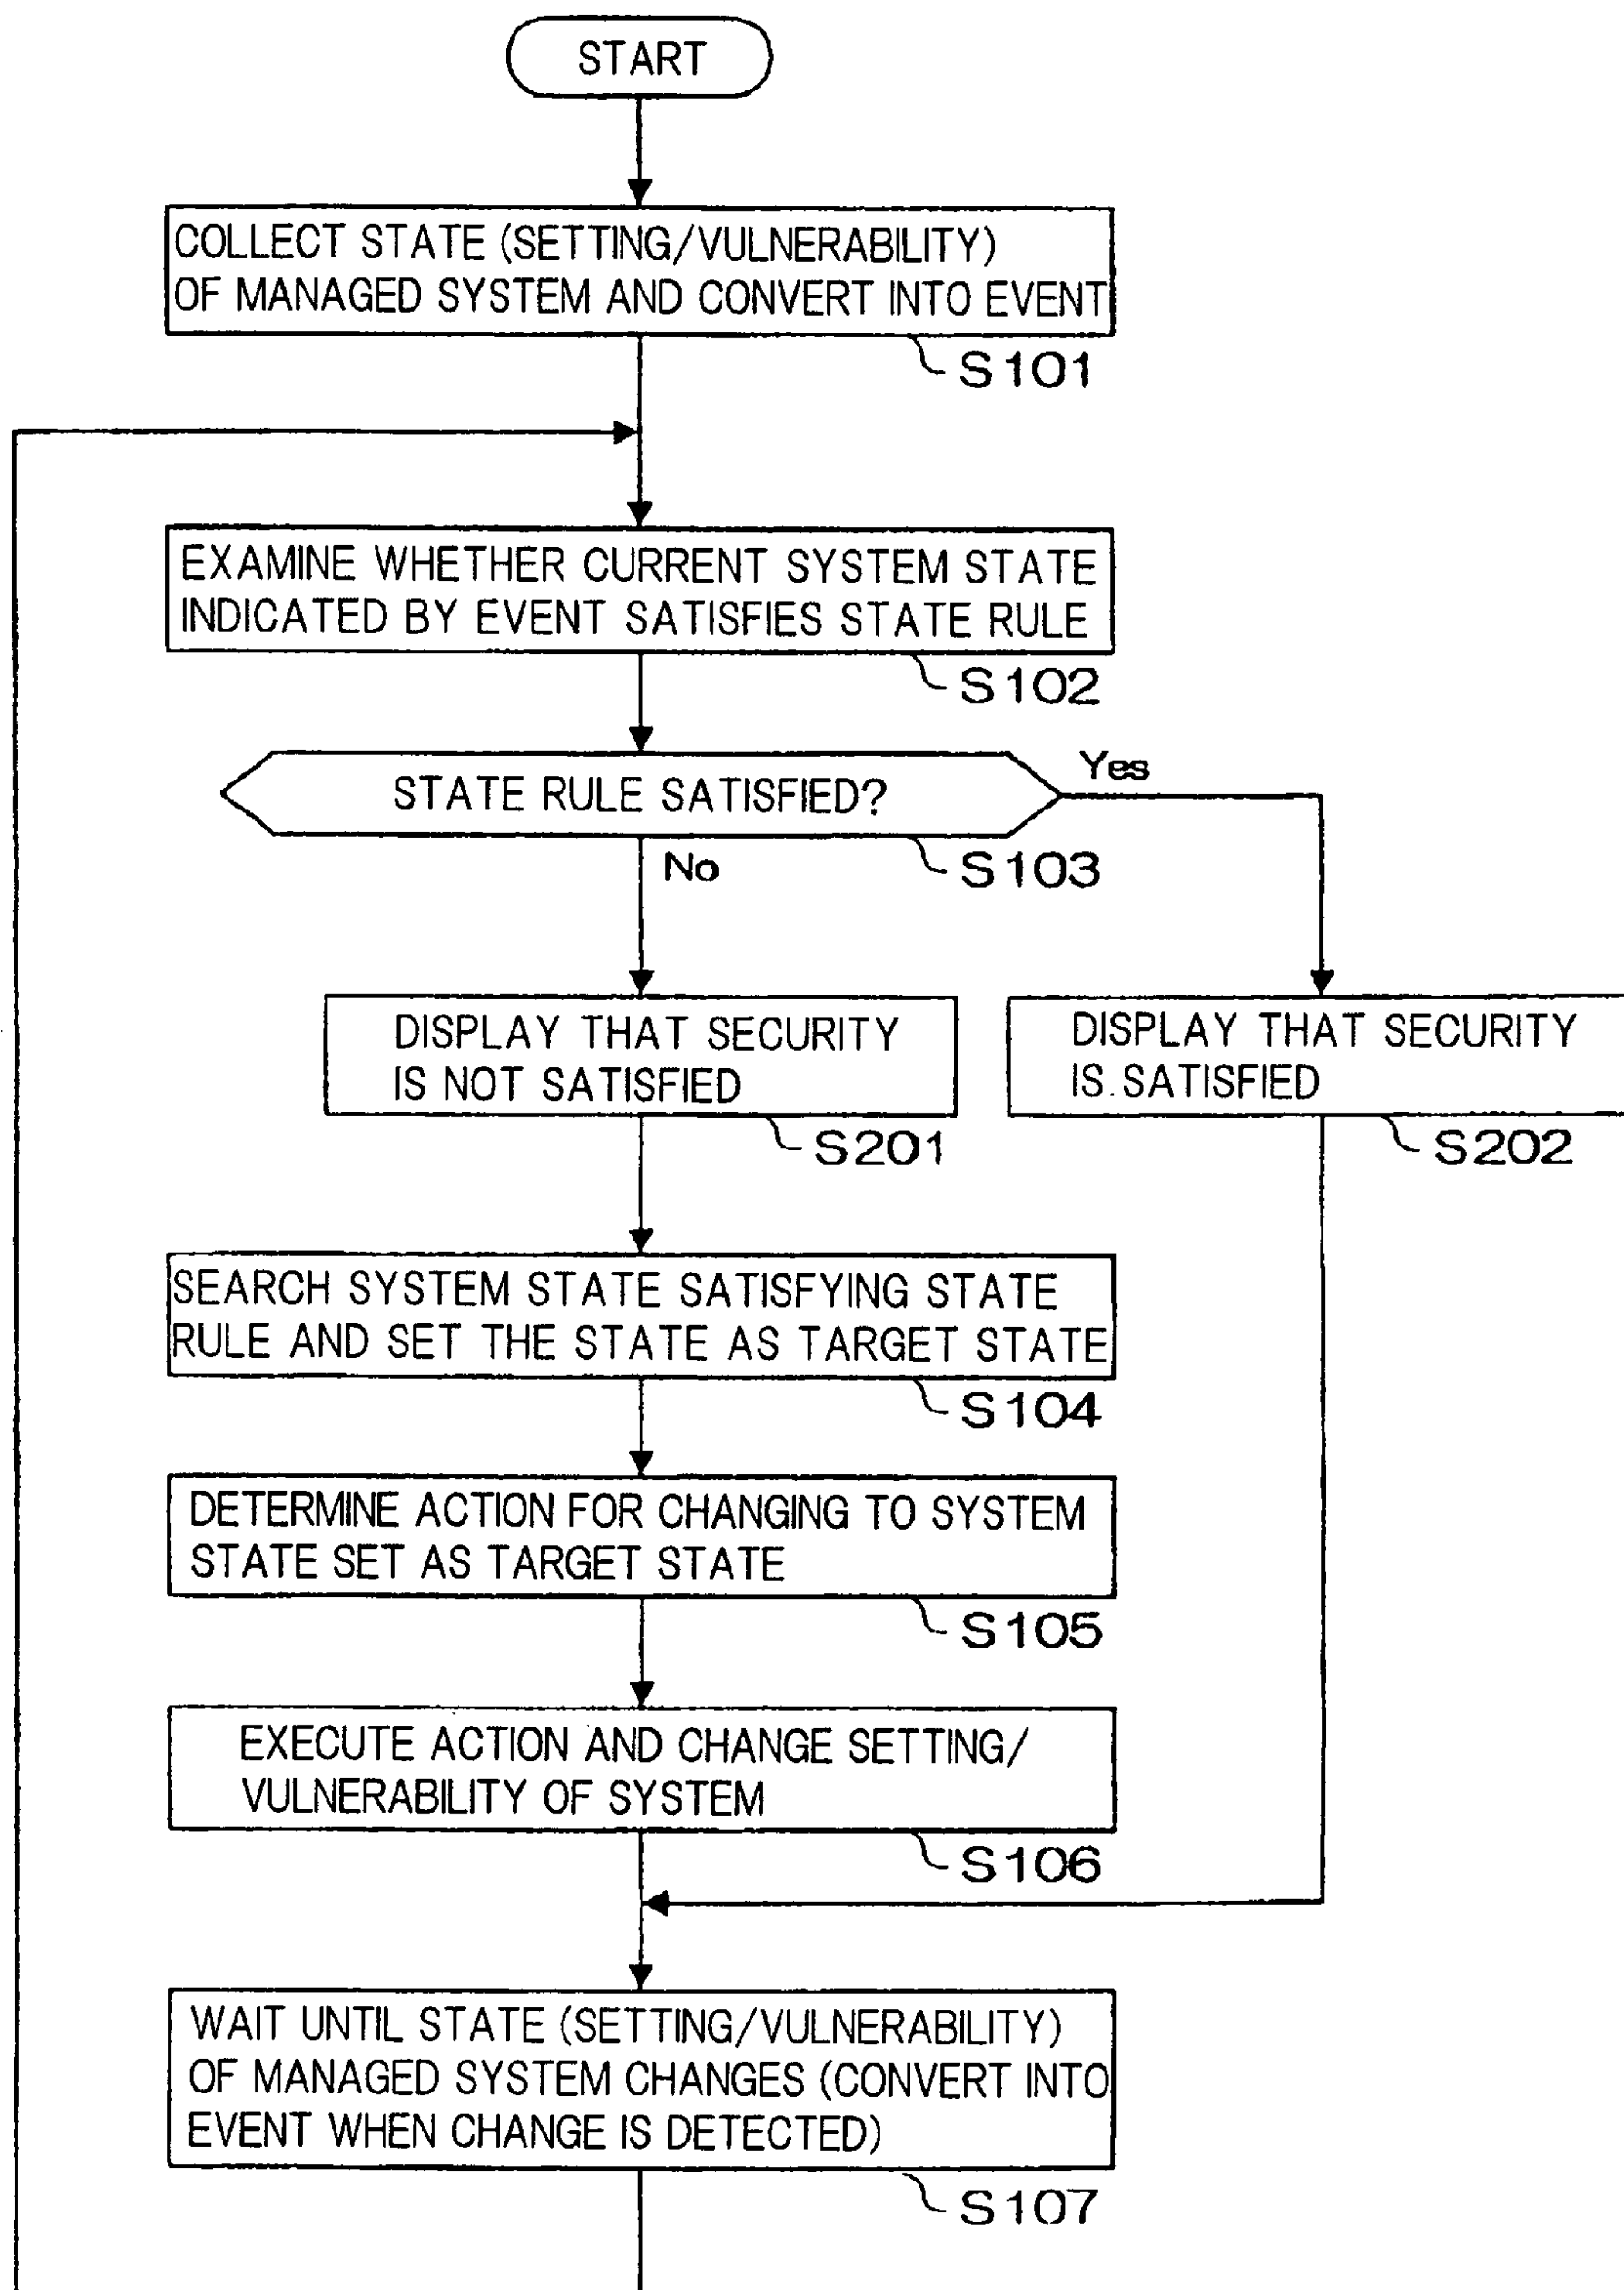 START
COLLECT STATE (SETTING/VULNERABILITY)
OF MANAGED SYSTEM AND CONVERT INTO EVENT
S101
EXAMINE WHETHER CURRENT SYSTEM STATE
INDICATED BY EVENT SATISFIES STATE RULE
S102
STATE RULE SATISFIED?
Yes
S103
No
DISPLAY THAT SECURITY
IS NOT SATISFIED
S201
DISPLAY THAT SECURITY
IS SATISFIED
S202
SEARCH SYSTEM STATE SATISFYING STATE
RULE AND SET THE STATE AS TARGET STATE
S104
DETERMINE ACTION FOR CHANGING TO SYSTEM
STATE SET AS TARGET STATE
S105
EXECUTE ACTION AND CHANGE SETTING/
VULNERABILITY OF SYSTEM
S106
WAIT UNTIL STATE (SETTING/VULNERABILITY)
OF MANAGED SYSTEM CHANGES (CONVERT INTO
EVENT WHEN CHANGE IS DETECTED)
S107